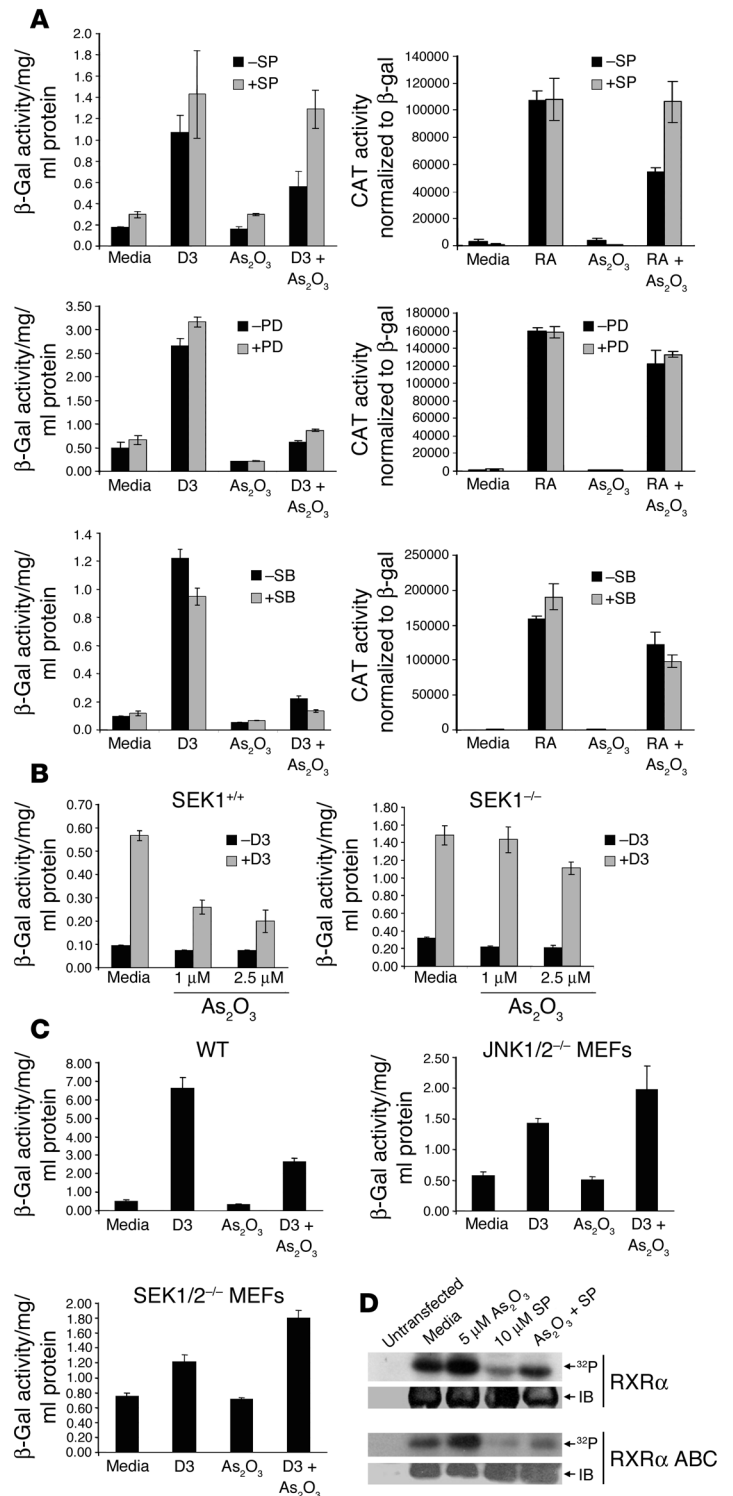 A
β-Gal activity/mg/
ml protein
2.0
1.8
1.6
1.4
1.2
1.0
0.8
0.6
0.4
0.2
0.0
–SP
+SP
Media
D3
As₂O₃
D3 +
As₂O₃
CAT activity
normalized to β-gal
140000
120000
100000
80000
60000
40000
20000
0
–SP
+SP
Media
RA
As₂O₃
RA +
As₂O₃
β-Gal activity/mg/
ml protein
3.50
3.00
2.50
2.00
1.50
1.00
0.50
0.00
–PD
+PD
Media
D3
As₂O₃
D3 +
As₂O₃
CAT activity
normalized to β-gal
180000
160000
140000
120000
100000
80000
60000
40000
20000
0
–PD
+PD
Media
RA
As₂O₃
RA +
As₂O₃
β-Gal activity/mg/
ml protein
1.4
1.2
1.0
0.8
0.6
0.4
0.2
0.0
–SB
+SB
Media
D3
As₂O₃
D3 +
As₂O₃
CAT activity
normalized to β-gal
250000
200000
150000
100000
50000
0
–SB
+SB
Media
RA
As₂O₃
RA +
As₂O₃
B
SEK1⁺/⁺
β-Gal activity/mg/
ml protein
0.70
0.60
0.50
0.40
0.30
0.20
0.10
0.00
–D3
+D3
Media
1 μM
2.5 μM
As₂O₃
SEK1⁻/⁻
β-Gal activity/mg/
ml protein
1.80
1.60
1.40
1.20
1.00
0.80
0.60
0.40
0.20
0.00
–D3
+D3
Media
1 μM
2.5 μM
As₂O₃
C
WT
β-Gal activity/mg/
ml protein
8.00
7.00
6.00
5.00
4.00
3.00
2.00
1.00
0.00
Media
D3
As₂O₃
D3 +
As₂O₃
JNK1/2⁻/⁻ MEFs
β-Gal activity/mg/
ml protein
2.50
2.00
1.50
1.00
0.50
0.00
Media
D3
As₂O₃
D3 +
As₂O₃
SEK1/2⁻/⁻ MEFs
β-Gal activity/mg/
ml protein
2.00
1.80
1.60
1.40
1.20
1.00
0.80
0.60
0.40
0.20
0.00
Media
D3
As₂O₃
D3 +
As₂O₃
D
Untransfected
Media
5 μM As₂O₃
10 μM SP
As₂O₃ + SP
←³²P
←IB
RXRα
←³²P
←IB
RXRα ABC